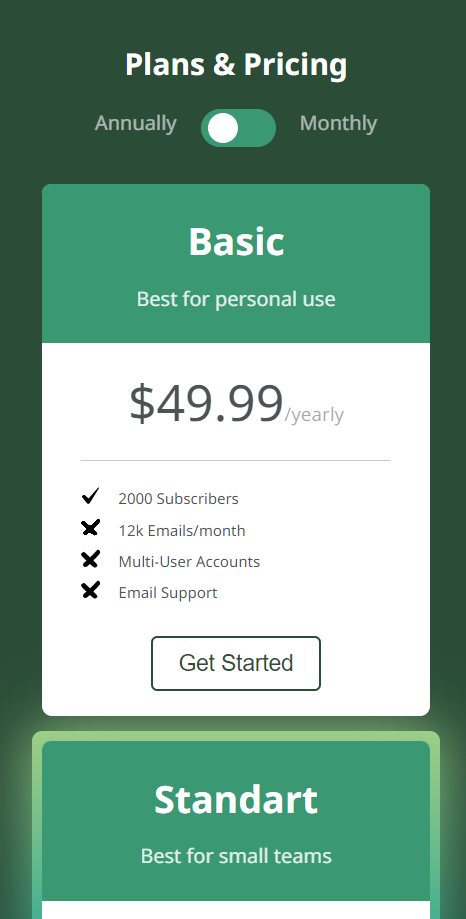 Plans & Pricing
Annually Monthly
Basic
Best for personal use
$49.99/yearly
2000 Subscribers
12k Emails/month
Multi-User Accounts
Email Support
Get Started
Standart
Best for small teams